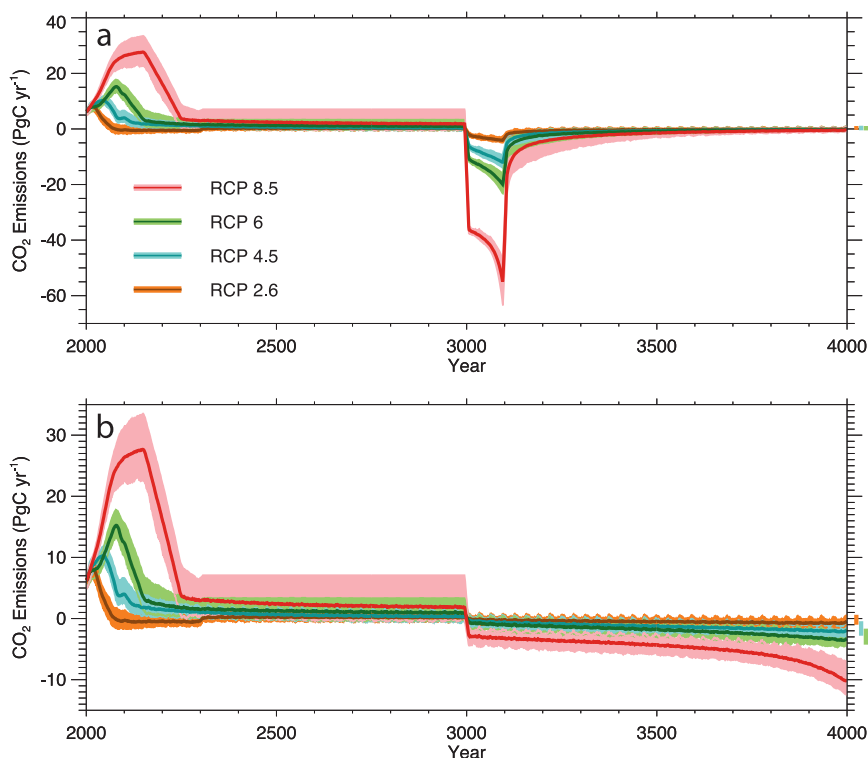 a
40
20
0
-20
-40
-60
CO2 Emissions (PgC yr-1)
RCP 8.5
RCP 6
RCP 4.5
RCP 2.6
2000 2500 3000 3500 4000
Year
b
30
20
10
0
-10
CO2 Emissions (PgC yr-1)
2000 2500 3000 3500 4000
Year